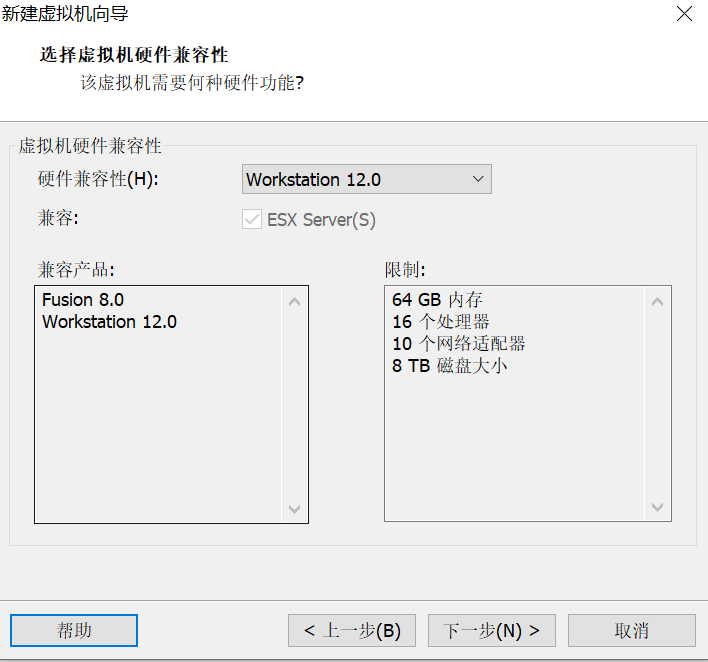 新建虚拟机向导
选择虚拟机硬件兼容性
该虚拟机需要何种硬件功能?
虚拟机硬件兼容性
硬件兼容性(H):
Workstation 12.0
兼容:
ESX Server(S)
兼容产品:
Fusion 8.0
Workstation 12.0
限制:
64 GB 内存
16 个处理器
10 个网络适配器
8 TB 磁盘大小
帮助
< 上一步(B)
下一步(N) >
取消